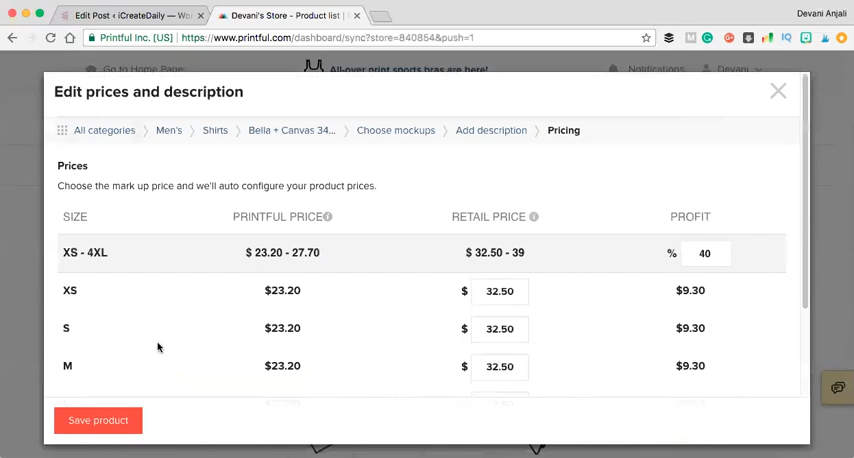 Edit Post ‹ iCreateDaily — Wo
Devani's Store - Product list |
Devani Anjali
Printful Inc. [US]
https://www.printful.com/dashboard/sync?store=840854&push=1
Go to Home Page
All-over print sports bras are here!
Notifications
Devani
Edit prices and description
All categories
Men's
Shirts
Bella + Canvas 34...
Choose mockups
Add description
Pricing
Prices
Choose the mark up price and we'll auto configure your product prices.
SIZE PRINTFUL PRICE RETAIL PRICE PROFIT
XS - 4XL $ 23.20 - 27.70 $ 32.50 - 39 % 40
XS $23.20 $ 32.50 $9.30
S $23.20 $ 32.50 $9.30
M $23.20 $ 32.50 $9.30
Save product